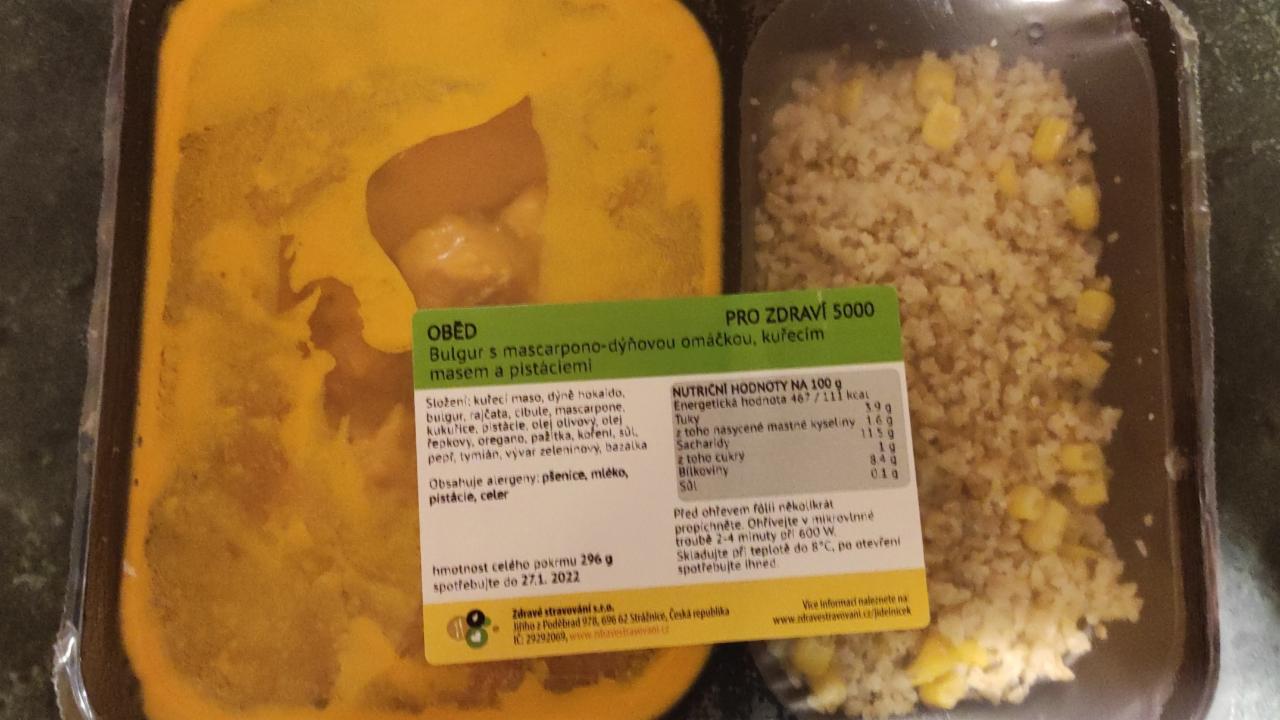 OBĚD
PRO ZDRAVÍ 5000
Bulgur s mascarpono-dýňovou omáčkou, kuřecím
masem a pistáciemi
Složení: kuřecí maso, dýně hokaido,
bulgur, rajčata, cibule, mascarpone,
kukuřice, pistácie, olej olivový, olej
řepkový, oregano, pažitka, koření, sůl,
pepř, tymián, vývar zeleninový, bazalka
Obsahuje alergeny: pšenice, mléko,
pistácie, celer
hmotnost celého pokrmu 296 g
spotřebujte do 27.1. 2022
NUTRIČNÍ HODNOTY NA 100 g
Energetická hodnota 467 / 111 kcal
Tuky 3.9 g
z toho nasycené mastné kyseliny 1.6 g
Sacharidy 11.5 g
z toho cukry 1 g
Bílkoviny 8.4 g
Sůl 0.1 g
Před ohřevem fólii několikrát
propíchněte. Ohřívejte v mikrovlnné
troubě 2-4 minuty při 600 W.
Skladujte při teplotě do 8°C, po otevření
spotřebujte ihned.
Zdravé stravování s.r.o.
Jiřího z Poděbrad 978, 696 62 Strážnice, Česká republika
IČ: 29292069, www.zdravestravovani.cz
Více informací naleznete na:
www.zdravestravovani.cz/jidelnicek